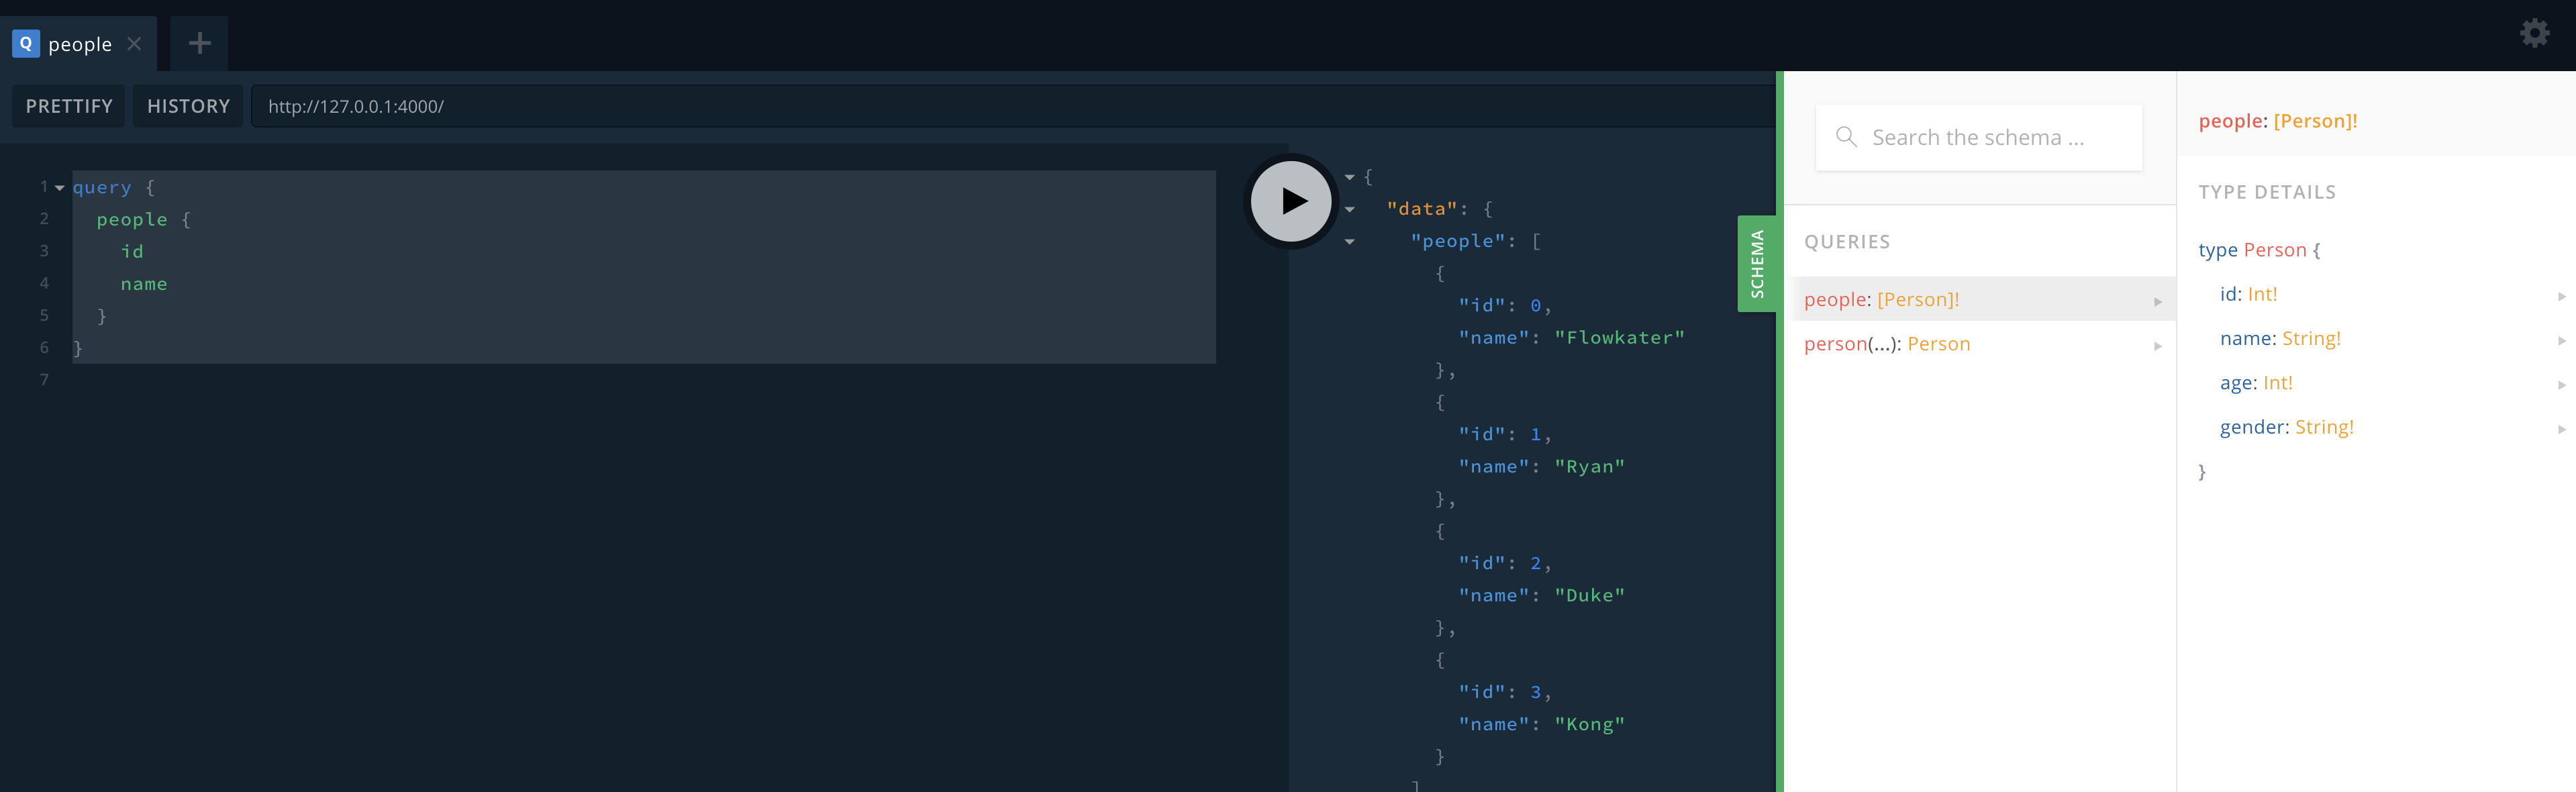 Q people
PRETTIFY HISTORY http://127.0.0.1:4000/
1 query {
2 people {
3 id
4 name
5 }
6 }
7
{
"data": {
"people": [
{
"id": 0,
"name": "Flowkater"
},
{
"id": 1,
"name": "Ryan"
},
{
"id": 2,
"name": "Duke"
},
{
"id": 3,
"name": "Kong"
}
]
SCHEMA
Search the schema ...
QUERIES
people: [Person]!
person(...): Person
people: [Person]!
TYPE DETAILS
type Person {
id: Int!
name: String!
age: Int!
gender: String!
}